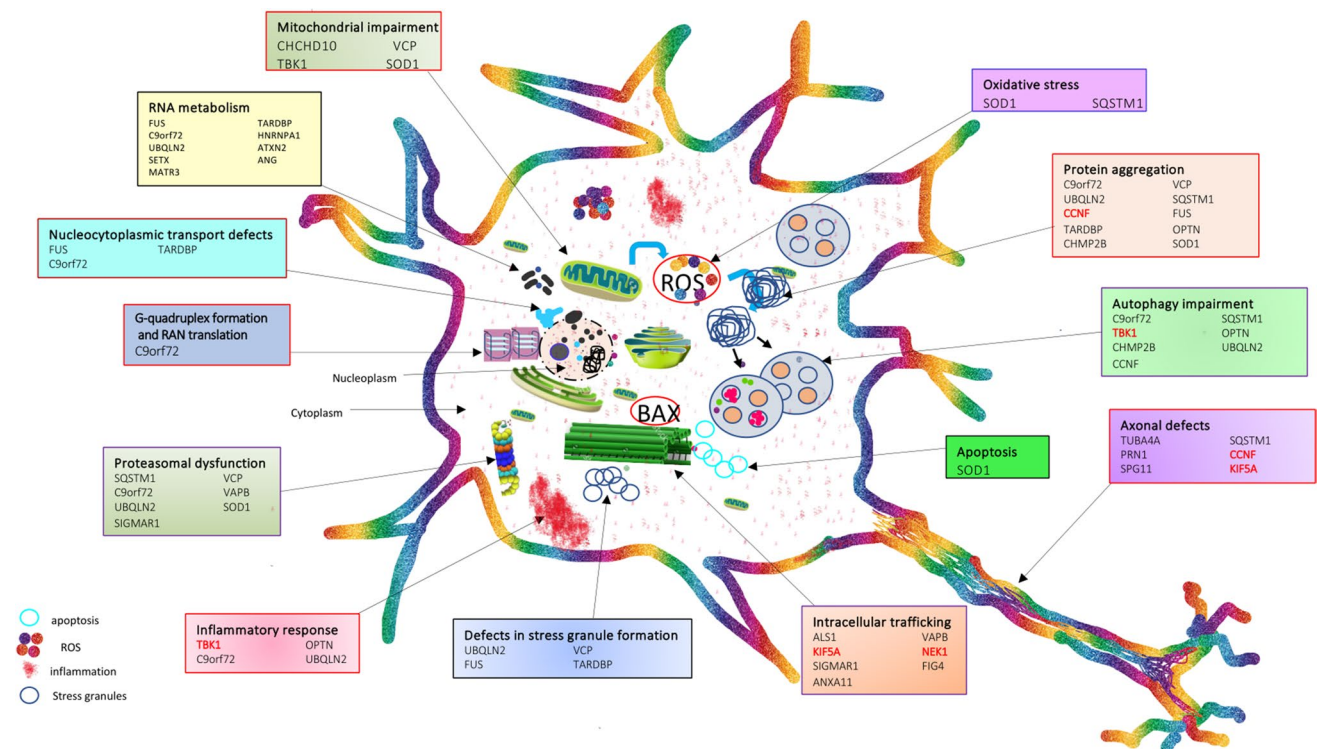 Mitochondrial impairment
CHCHD10 VCP
TBK1 SOD1
Oxidative stress
SOD1 SQSTM1
RNA metabolism
FUS TARDBP
C9orf72 HNRNPA1
UBQLN2 ATXN2
SETX ANG
MATR3
Protein aggregation
C9orf72 VCP
UBQLN2 SQSTM1
CCNF FUS
TARDBP OPTN
CHMP2B SOD1
Nucleocytoplasmic transport defects
FUS TARDBP
C9orf72
ROS
Autophagy impairment
C9orf72 SQSTM1
TBK1 OPTN
CHMP2B UBQLN2
CCNF
G-quadruplex formation
and RAN translation
C9orf72
Nucleoplasm
Cytoplasm
BAX
Axonal defects
TUBA4A SQSTM1
PRN1 CCNF
SPG11 KIF5A
Apoptosis
SOD1
Proteasomal dysfunction
SQSTM1 VCP
C9orf72 VAPB
UBQLN2 SOD1
SIGMAR1
apoptosis
ROS
inflammation
Stress granules
Inflammatory response
TBK1 OPTN
C9orf72 UBQLN2
Defects in stress granule formation
UBQLN2 VCP
FUS TARDBP
Intracellular trafficking
ALS1 VAPB
KIF5A NEK1
SIGMAR1 FIG4
ANXA11